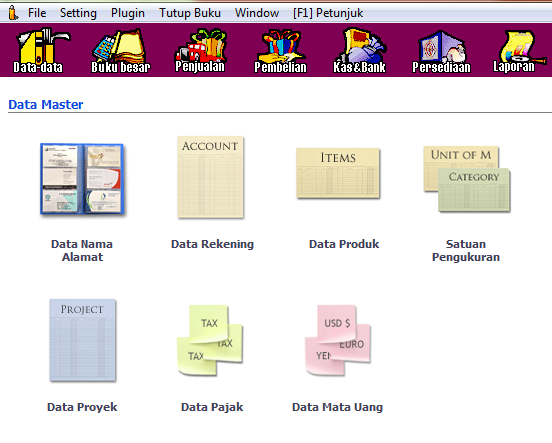 File Setting Plugin Tutup Buku Window [F1] Petunjuk
Data-data Buku besar Penjualan Pembelian Kas&Bank Persediaan Laporan
Data Master
ACCOUNT ITEMS UNIT OF M
CATEGORY
Data Nama Alamat
Data Rekening
Data Produk
Satuan Pengukuran
PROJECT
TAX
TAX
TAX
USD $
EURO
YEN
Data Proyek Data Pajak Data Mata Uang